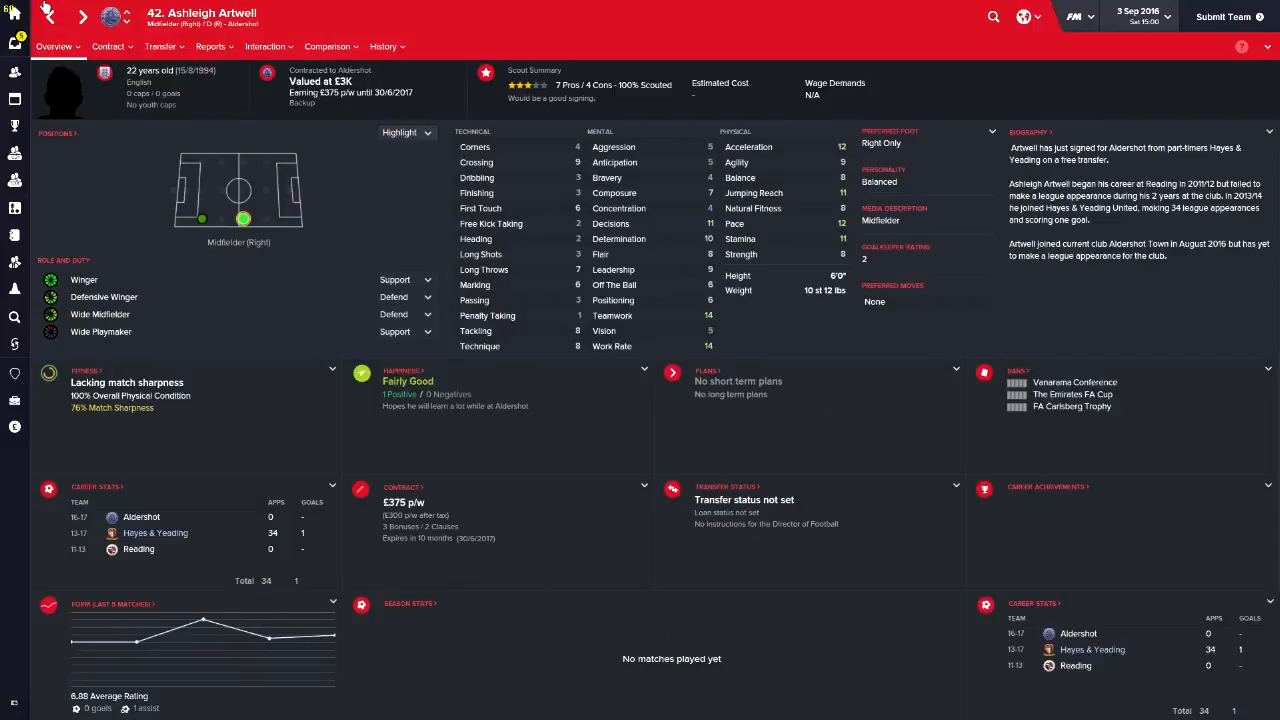 60
5
42. Ashleigh Artwell
Midfielder (Right) / D (R) - Aldershot
FM
3 Sep 2016
Sat 15:00
Submit Team
Overview
Contract
Transfer
Reports
Interaction
Comparison
History
?
22 years old (15/8/1994)
English
0 caps / 0 goals
No youth caps
Contracted to Aldershot
Valued at £3K
Earning £375 p/w until 30/6/2017
Backup
Scout Summary
7 Pros / 4 Cons - 100% Scouted
Would be a good signing.
Estimated Cost
-
Wage Demands
N/A
POSITIONS >
Highlight
Midfielder (Right)
ROLE AND DUTY
Winger Support
Defensive Winger Defend
Wide Midfielder Defend
Wide Playmaker Support
TECHNICAL
Corners 4
Crossing 9
Dribbling 3
Finishing 3
First Touch 6
Free Kick Taking 2
Heading 2
Long Shots 3
Long Throws 7
Marking 6
Passing 3
Penalty Taking 1
Tackling 8
Technique 8
MENTAL
Aggression 5
Anticipation 5
Bravery 4
Composure 7
Concentration 4
Decisions 11
Determination 10
Flair 8
Leadership 9
Off The Ball 6
Positioning 6
Teamwork 14
Vision 5
Work Rate 14
PHYSICAL
Acceleration 12
Agility 9
Balance 8
Jumping Reach 11
Natural Fitness 8
Pace 12
Stamina 11
Strength 8
Height 6'0"
Weight 10 st 12 lbs
PREFERRED FOOT
Right Only
PERSONALITY
Balanced
MEDIA DESCRIPTION
Midfielder
GOALKEEPER RATING
2
PREFERRED MOVES
None
BIOGRAPHY >
Artwell has just signed for Aldershot from part-timers Hayes &
Yeading on a free transfer.
Ashleigh Artwell began his career at Reading in 2011/12 but failed to
make a league appearance during his 2 years at the club. In 2013/14
he joined Hayes & Yeading United, making 34 league appearances
and scoring one goal.
Artwell joined current club Aldershot Town in August 2016 but has yet
to make a league appearance for the club.
FITNESS >
Lacking match sharpness
100% Overall Physical Condition
76% Match Sharpness
HAPPINESS >
Fairly Good
1 Positive / 0 Negatives
Hopes he will learn a lot while at Aldershot
PLANS >
No short term plans
No long term plans
BANS >
Vanarama Conference
The Emirates FA Cup
FA Carlsberg Trophy
CAREER STATS >
TEAM APPS GOALS
16-17 Aldershot 0 -
13-17 Hayes & Yeading 34 1
11-13 Reading 0 -
Total 34 1
CONTRACT >
£375 p/w
(£300 p/w after tax)
3 Bonuses / 2 Clauses
Expires in 10 months (30/6/2017)
TRANSFER STATUS >
Transfer status not set
Loan status not set
No instructions for the Director of Football
CAREER ACHIEVEMENTS >
FORM (LAST 5 MATCHES) >
6.88 Average Rating
0 goals 1 assist
SEASON STATS >
No matches played yet
CAREER STATS >
TEAM APPS GOALS
16-17 Aldershot 0 -
13-17 Hayes & Yeading 34 1
11-13 Reading 0 -
Total 34 1